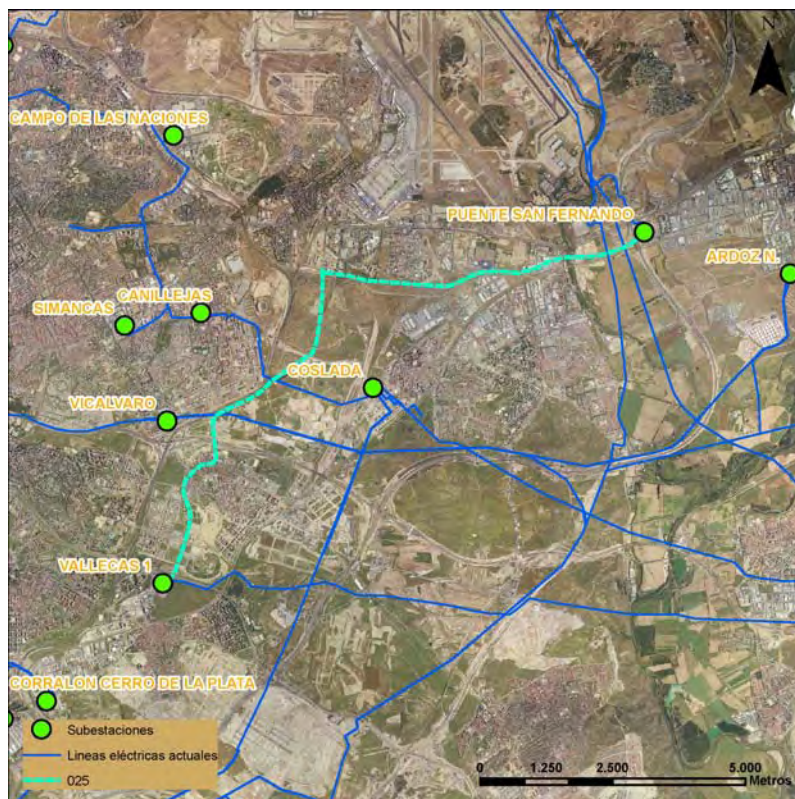 N
CAMPO DE LAS NACIONES
PUENTE SAN FERNANDO
ARDOZ N.
CANILLEJAS
SIMANCAS
COSLADA
VICALVARO
VALLECAS 1
CORRALON CERRO DE LA PLATA
Subestaciones
Lineas eléctricas actuales
025
0 1.250 2.500 5.000
Metros